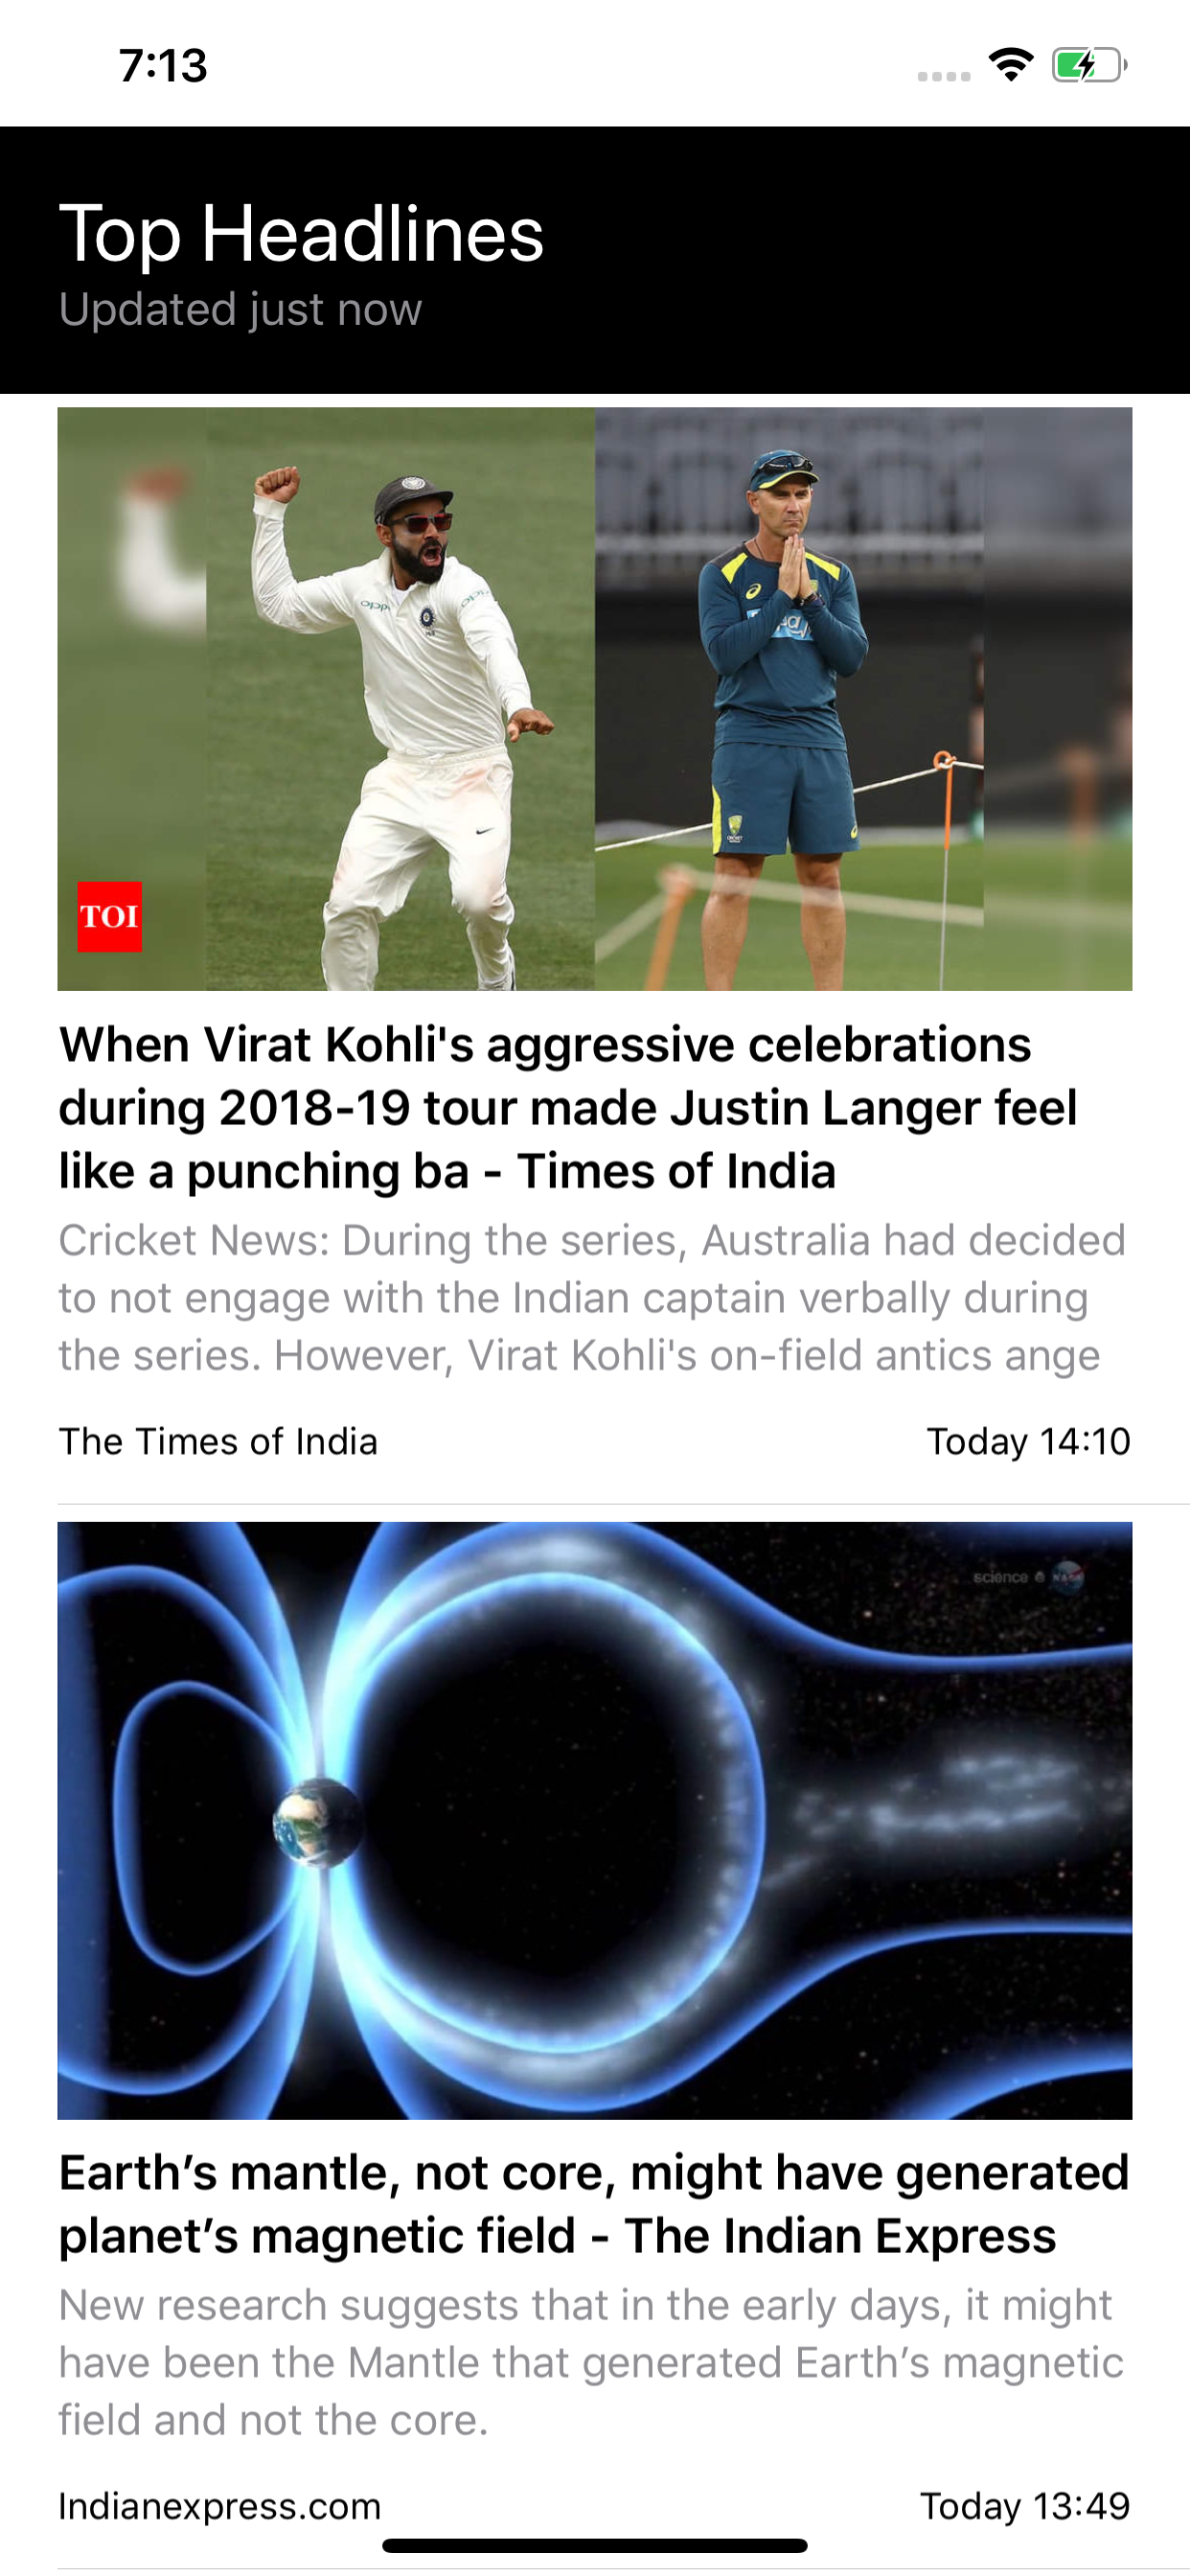 7:13
Top Headlines
Updated just now
oppo
TOI
When Virat Kohli's aggressive celebrations
during 2018-19 tour made Justin Langer feel
like a punching ba - Times of India
Cricket News: During the series, Australia had decided
to not engage with the Indian captain verbally during
the series. However, Virat Kohli's on-field antics ange
The Times of India
Today 14:10
science @ NASA
Earth’s mantle, not core, might have generated
planet’s magnetic field - The Indian Express
New research suggests that in the early days, it might
have been the Mantle that generated Earth’s magnetic
field and not the core.
Indianexpress.com
Today 13:49